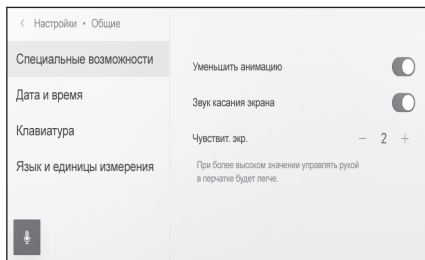 < Настройки • Общие
Специальные возможности
Дата и время
Клавиатура
Язык и единицы измерения
Уменьшить анимацию
Звук касания экрана
Чувствит. экр.
− 2 +
При более высоком значении управлять рукой
в перчатке будет легче.